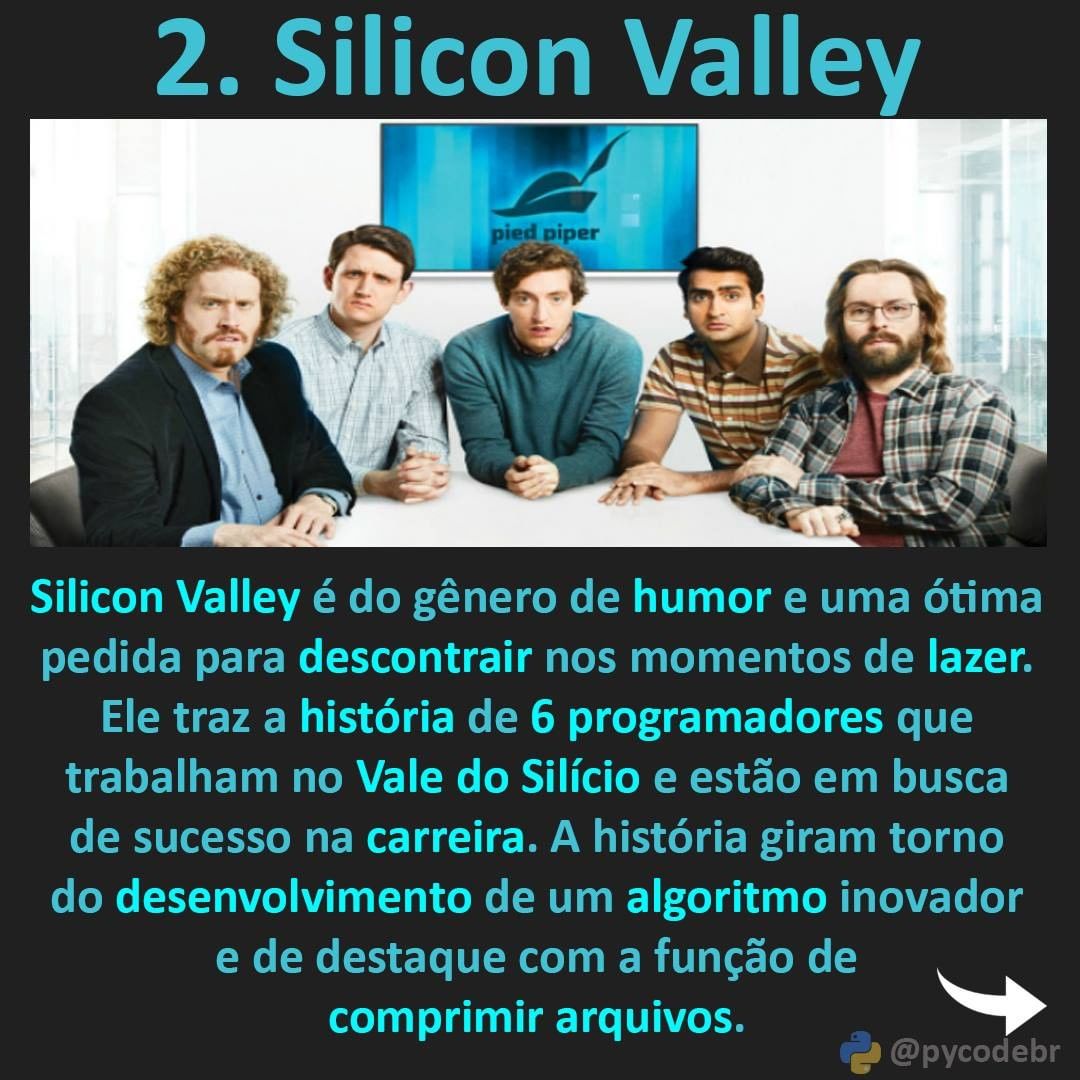 2. Silicon Valley
pied piper
Silicon Valley é do gênero de humor e uma ótima
pedida para descontrair nos momentos de lazer.
Ele traz a história de 6 programadores que
trabalham no Vale do Silício e estão em busca
de sucesso na carreira. A história giram torno
do desenvolvimento de um algoritmo inovador
e de destaque com a função de
comprimir arquivos.
@pycodebr